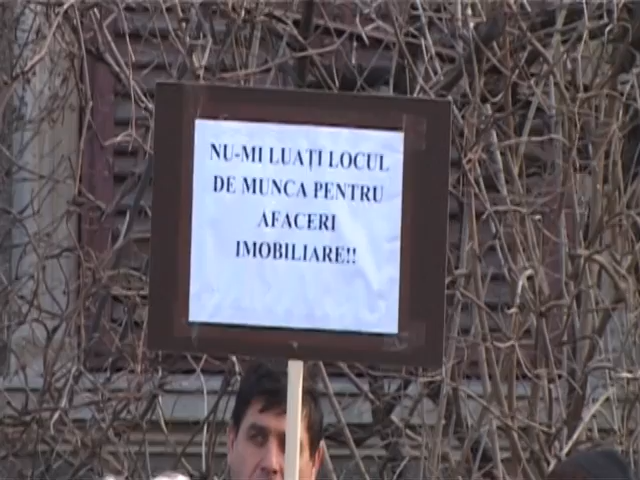 NU-MI LUAȚI LOCUL
DE MUNCA PENTRU
AFACERI
IMOBILIARE!!